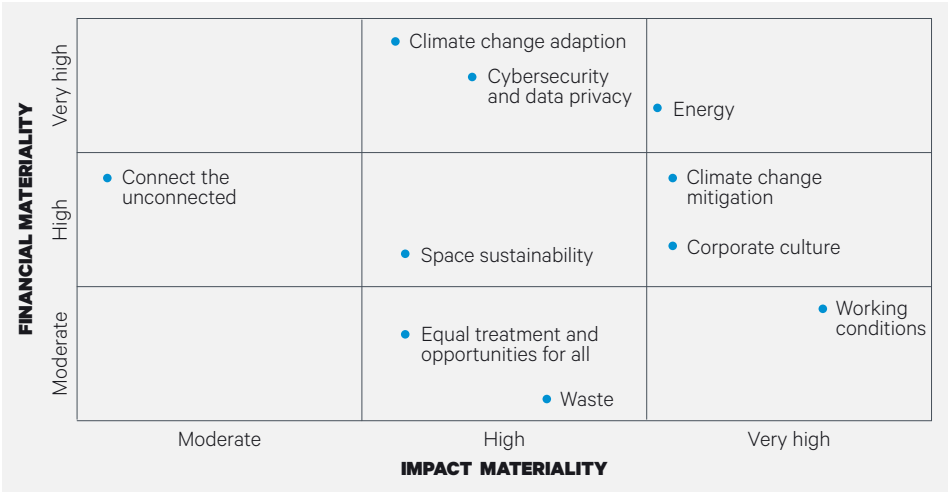 FINANCIAL MATERIALITY
Very high
High
Moderate
Climate change adaption
Cybersecurity
and data privacy
Energy
Connect the
unconnected
Climate change
mitigation
Space sustainability
Corporate culture
Equal treatment and
opportunities for all
Waste
Working
conditions
Moderate
High
Very high
IMPACT MATERIALITY